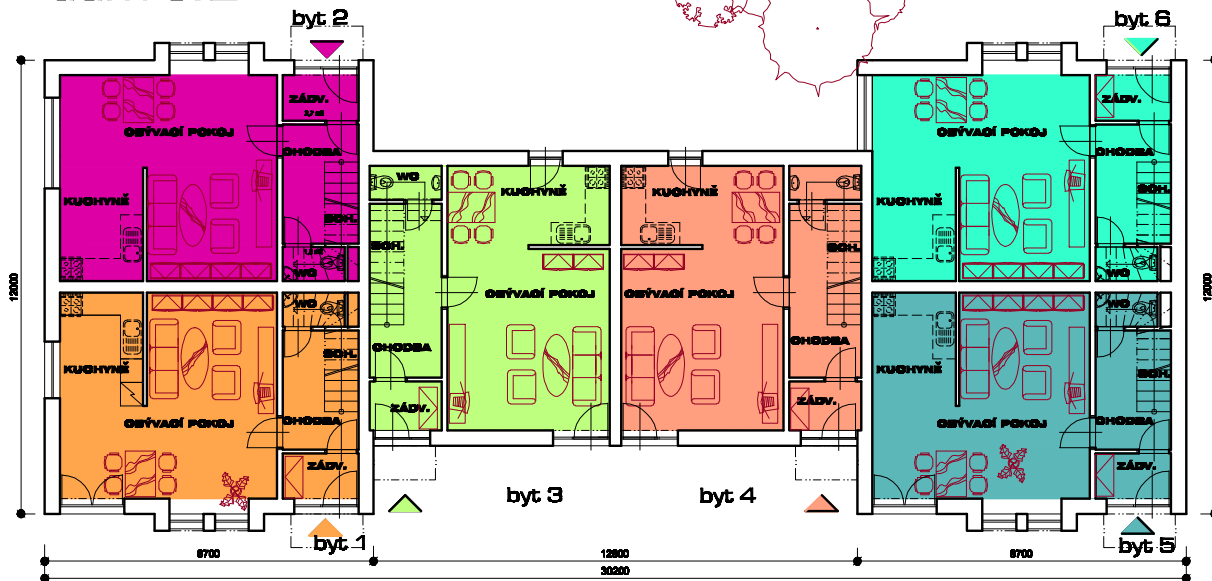 byt 2
byt 6
ZÁDV.
OBÝVACÍ POKOJ
CHODBA
KUCHYNĚ
SCH.
WC
ZÁDV.
OBÝVACÍ POKOJ
CHODBA
KUCHYNĚ
SCH.
WC
WC
KUCHYNĚ
SCH.
OBÝVACÍ POKOJ
CHODBA
ZÁDV.
KUCHYNĚ
SCH.
OBÝVACÍ POKOJ
CHODBA
ZÁDV.
WC
SCH.
KUCHYNĚ
OBÝVACÍ POKOJ
CHODBA
ZÁDV.
WC
SCH.
KUCHYNĚ
OBÝVACÍ POKOJ
CHODBA
ZÁDV.
12000
12000
byt 3
byt 4
byt 1
byt 5
8700
12800
8700
30200